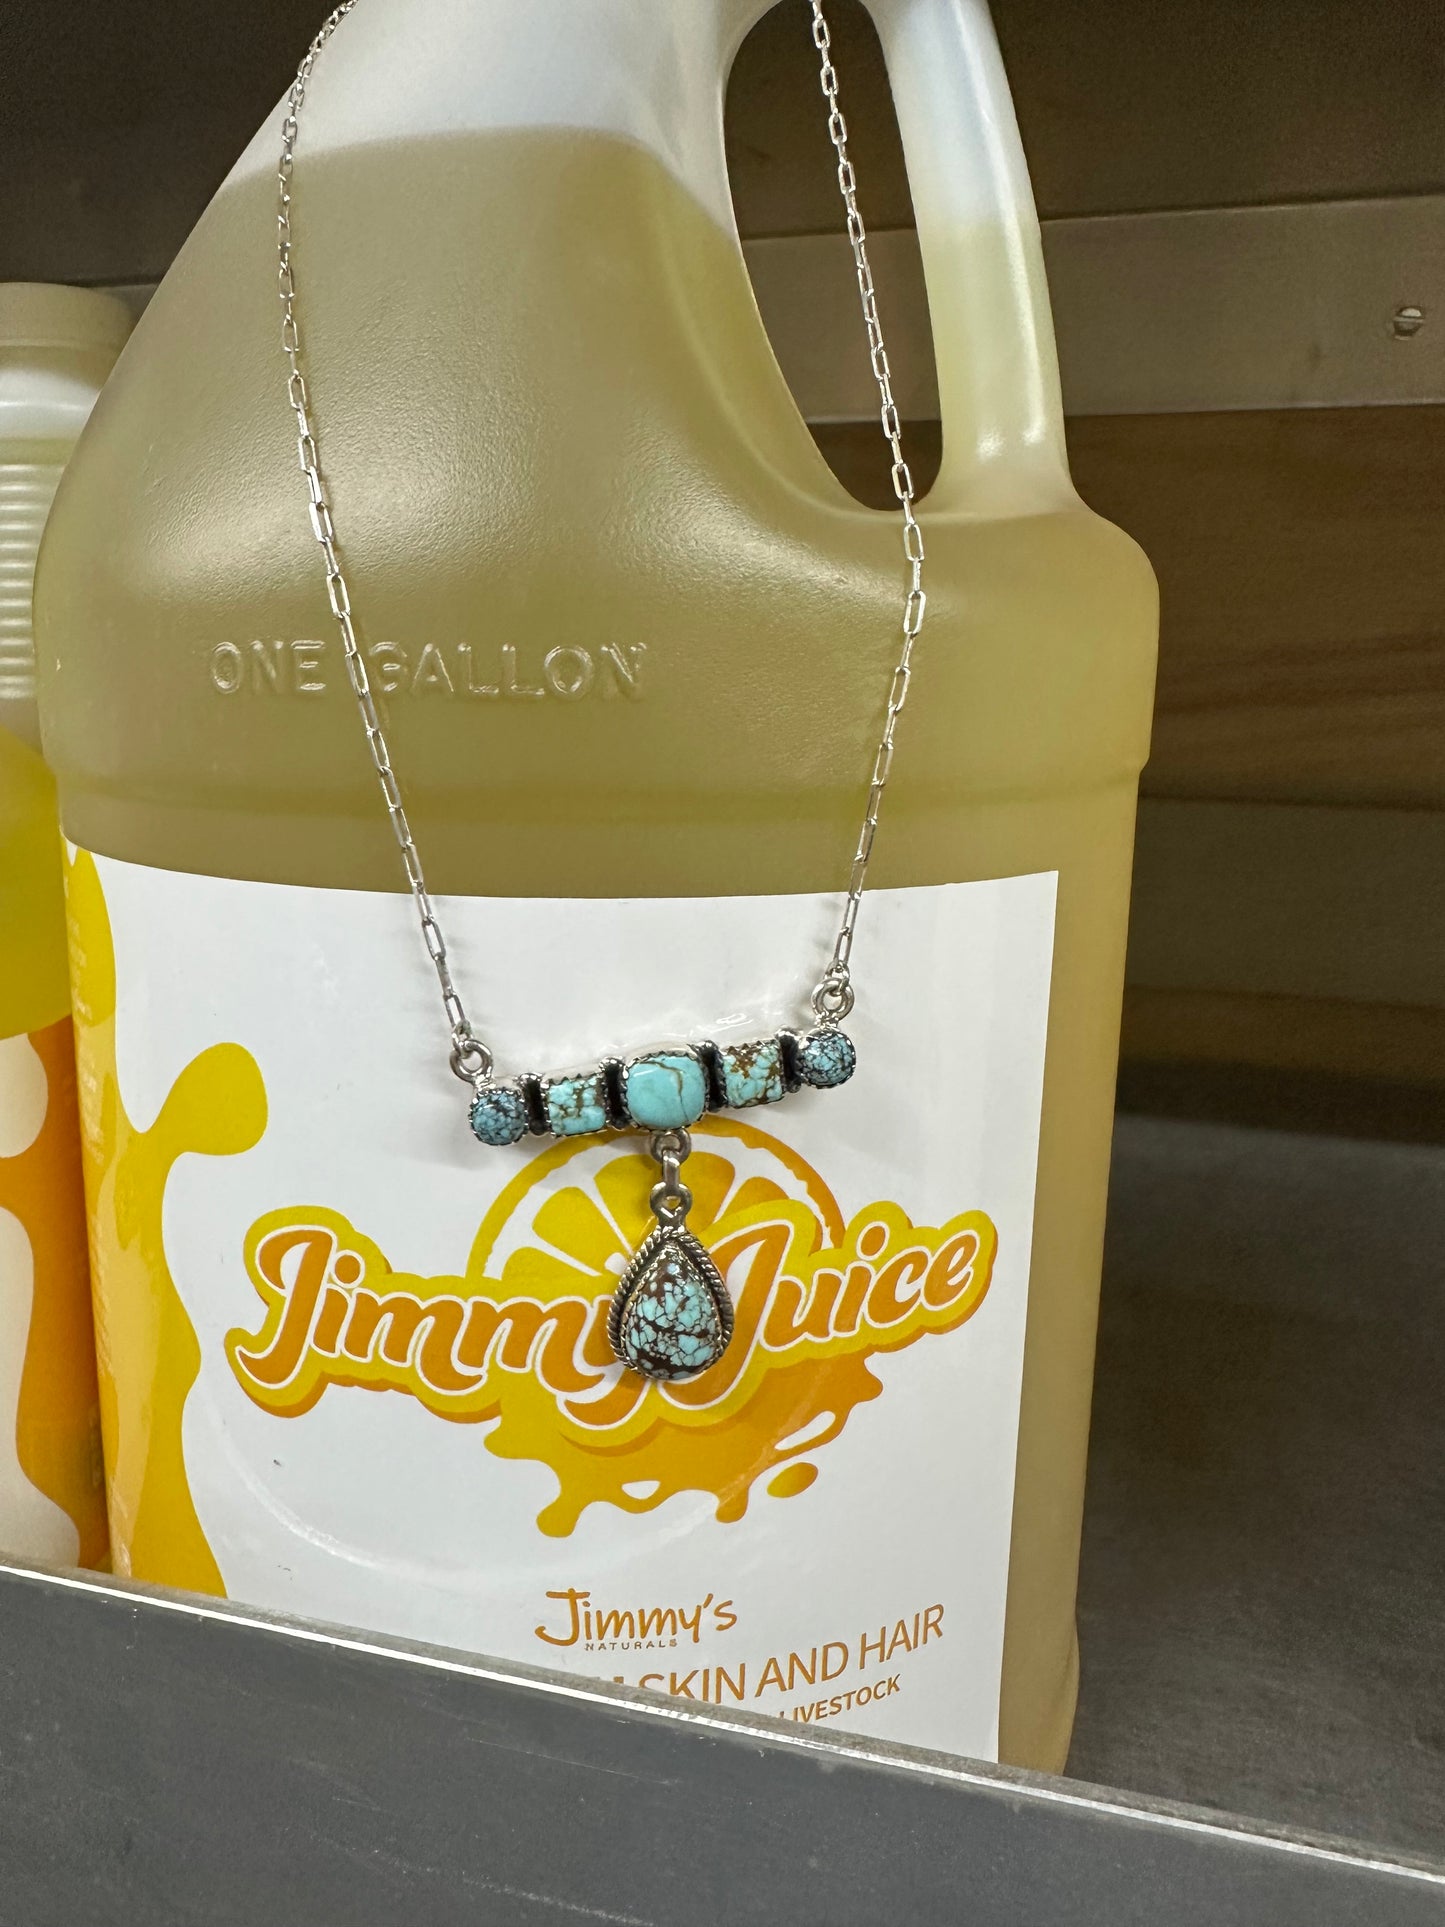 ONE GALLON
Jimmy Juice
Jimmy's
NATURALS
SKIN AND HAIR
LIVESTOCK